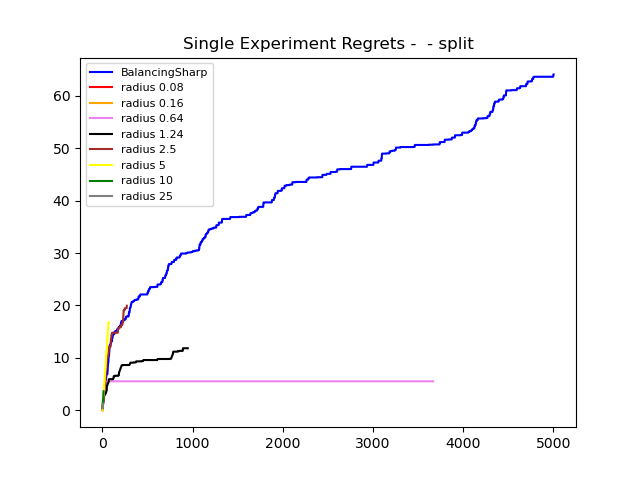 Single Experiment Regrets -  - split
BalancingSharp
radius 0.08
radius 0.16
radius 0.64
radius 1.24
radius 2.5
radius 5
radius 10
radius 25
60
50
40
30
20
10
0
0 1000 2000 3000 4000 5000